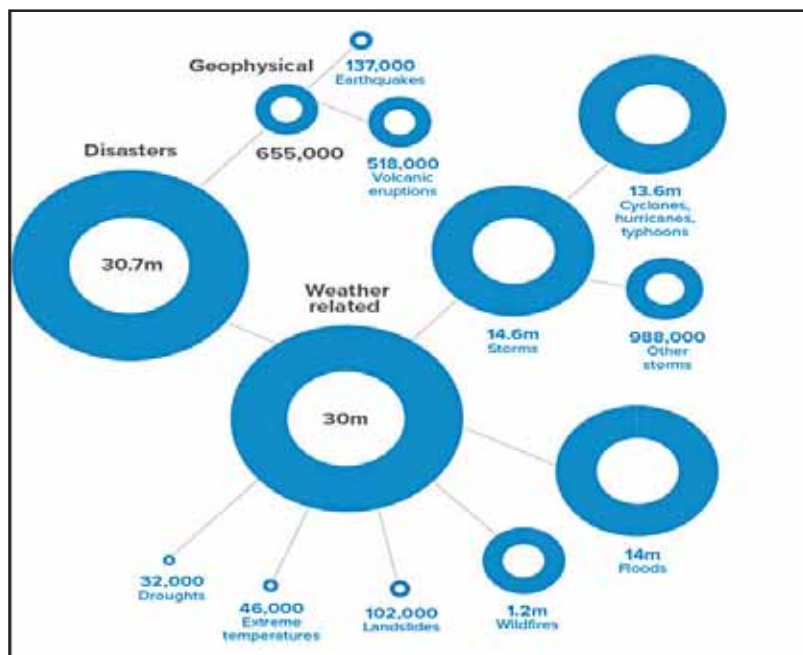 Geophysical
655,000
137,000
Earthquakes
518,000
Volcanic
eruptions
Disasters
30.7m
Weather
related
30m
14.6m
Storms
13.6m
Cyclones,
hurricanes,
typhoons
988,000
Other
storms
14m
Floods
1.2m
Wildfires
102,000
Landslides
46,000
Extreme
temperatures
32,000
Droughts